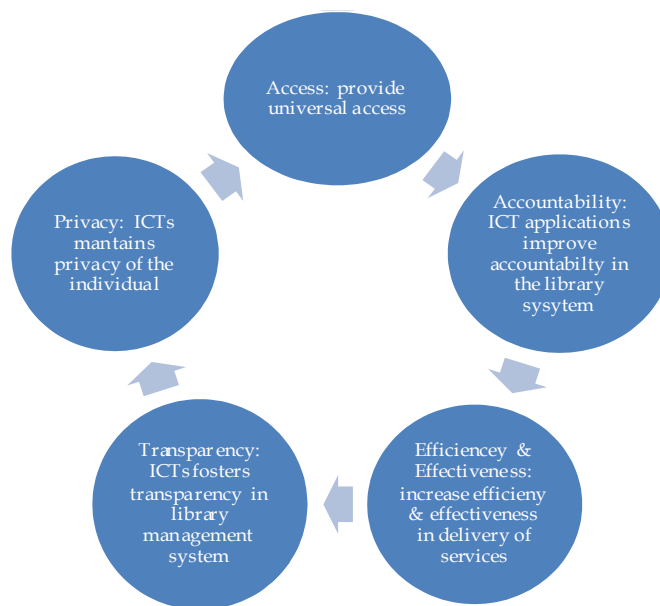 Access: provide
universal access
Accountability:
ICT applications
improve
accountabilty in
the library
sysytem
Efficiencey &
Effectiveness:
increase efficieny
& effectiveness
in delivery of
services
Transparency:
ICTs fosters
transparency in
library
management
system
Privacy: ICTs
mantains
privacy of the
individual